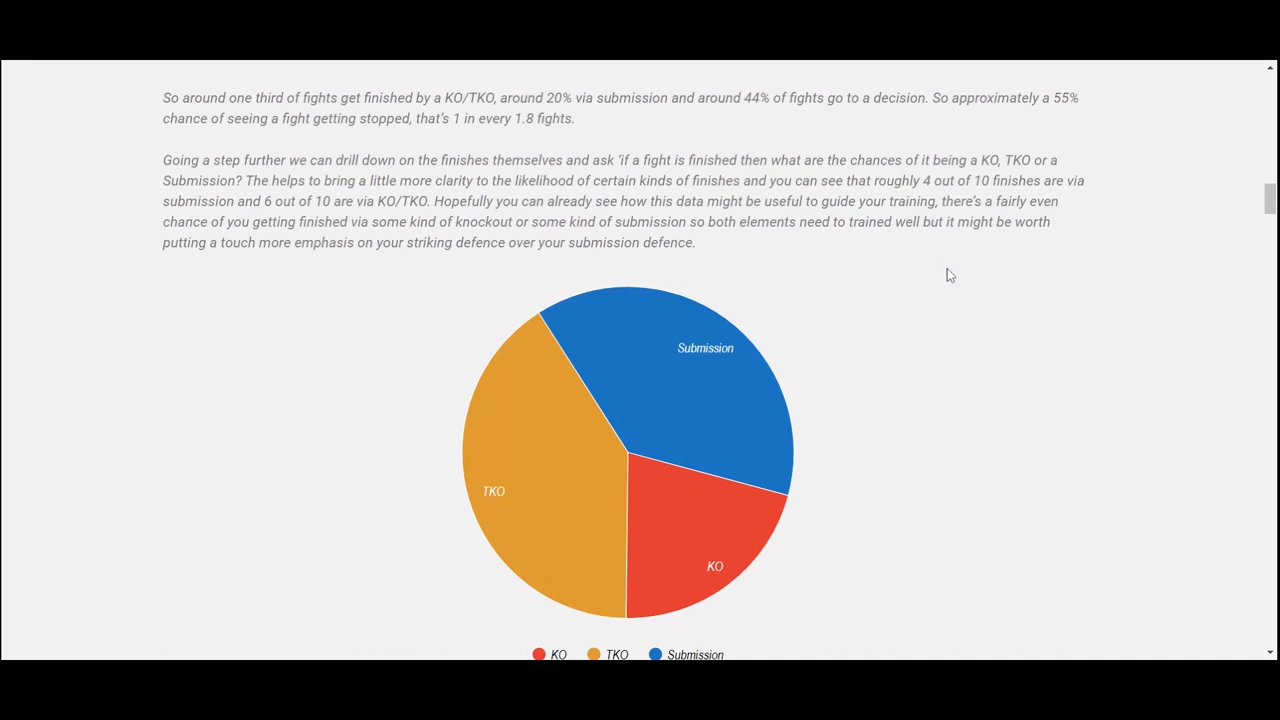 So around one third of fights get finished by a KO/TKO, around 20% via submission and around 44% of fights go to a decision. So approximately a 55%
chance of seeing a fight getting stopped, that's 1 in every 1.8 fights.
Going a step further we can drill down on the finishes themselves and ask 'if a fight is finished then what are the chances of it being a KO, TKO or a
Submission? The helps to bring a little more clarity to the likelihood of certain kinds of finishes and you can see that roughly 4 out of 10 finishes are via
submission and 6 out of 10 are via KO/TKO. Hopefully you can already see how this data might be useful to guide your training, there's a fairly even
chance of you getting finished via some kind of knockout or some kind of submission so both elements need to trained well but it might be worth
putting a touch more emphasis on your striking defence over your submission defence.
Submission
TKO
KO
KO TKO Submission